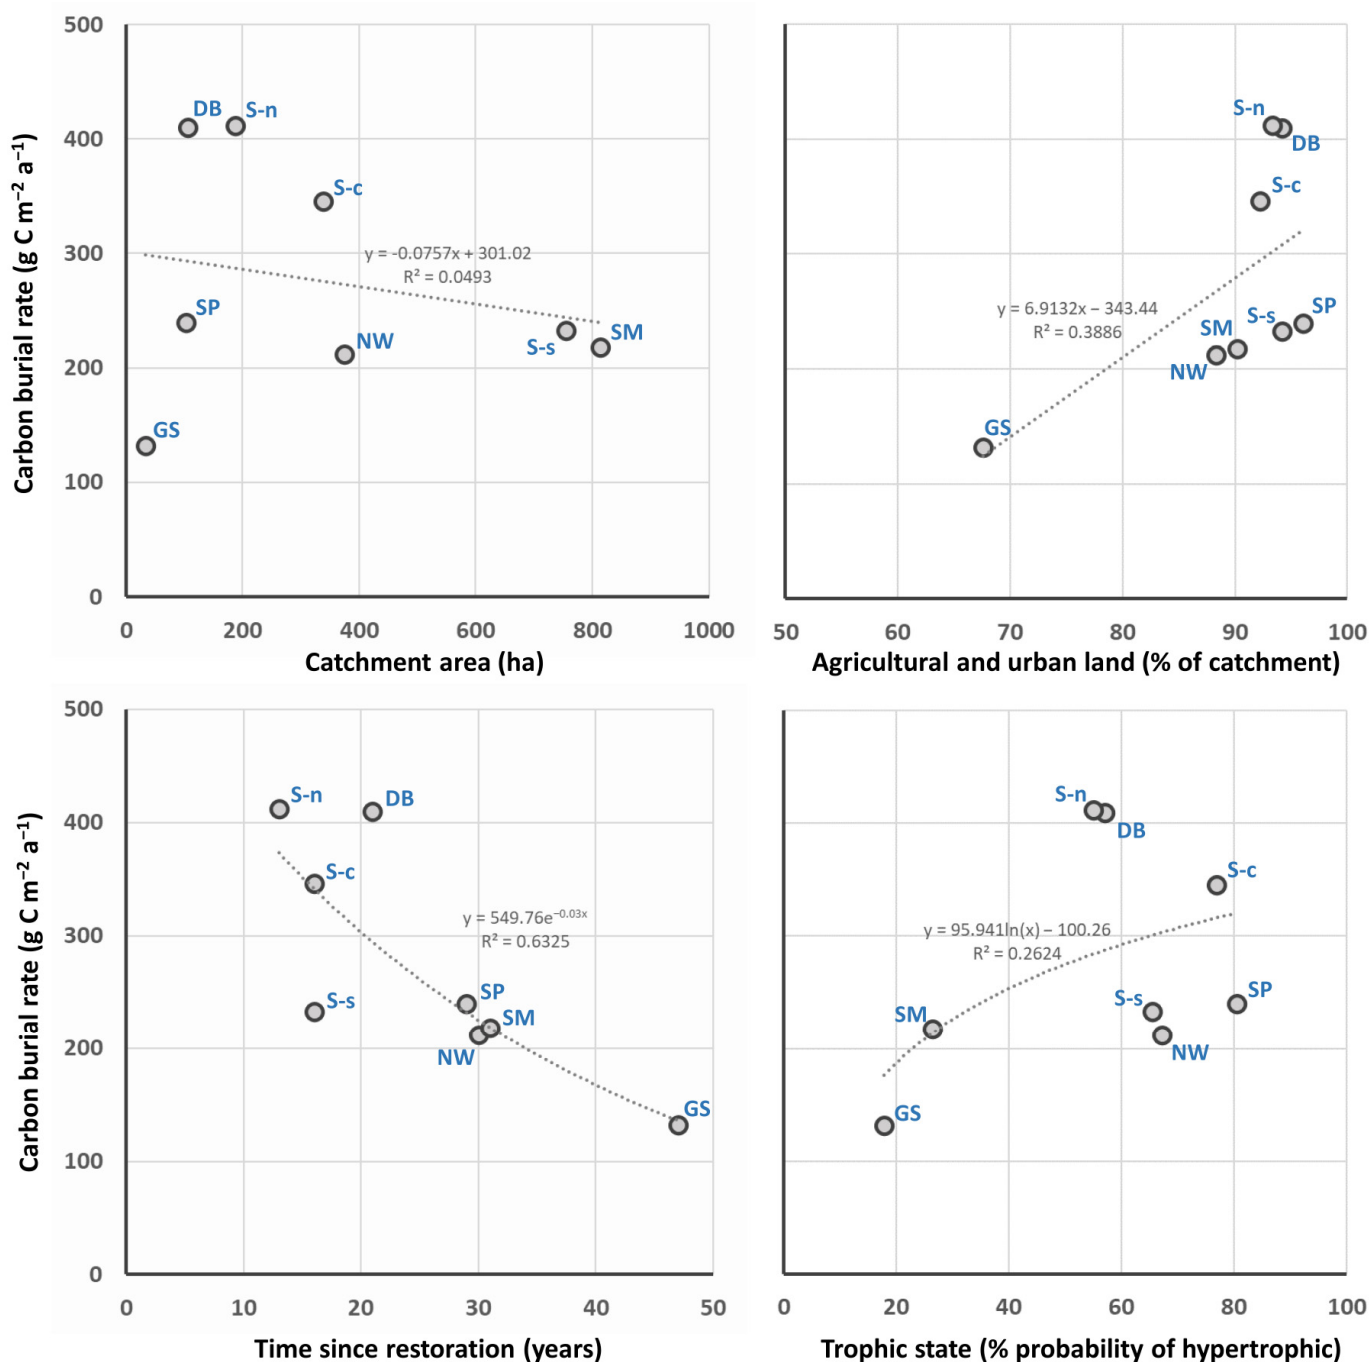 Carbon burial rate (g C m⁻² a⁻¹)
500
400
300
200
100
0
DB
S-n
S-c
y = -0.0757x + 301.02
R² = 0.0493
SP
NW
S-s
SM
GS
0 200 400 600 800 1000
Catchment area (ha)
S-n
DB
S-c
y = 6.9132x − 343.44
R² = 0.3886
SP
S-s
SM
NW
GS
50 60 70 80 90 100
Agricultural and urban land (% of catchment)
Carbon burial rate (g C m⁻² a⁻¹)
500
400
300
200
100
0
S-n
DB
S-c
y = 549.76e⁻⁰·⁰³ˣ
R² = 0.6325
S-s
SP
SM
NW
GS
0 10 20 30 40 50
Time since restoration (years)
S-n
DB
S-c
y = 95.941ln(x) − 100.26
R² = 0.2624
SP
S-s
SM
NW
GS
0 20 40 60 80 100
Trophic state (% probability of hypertrophic)